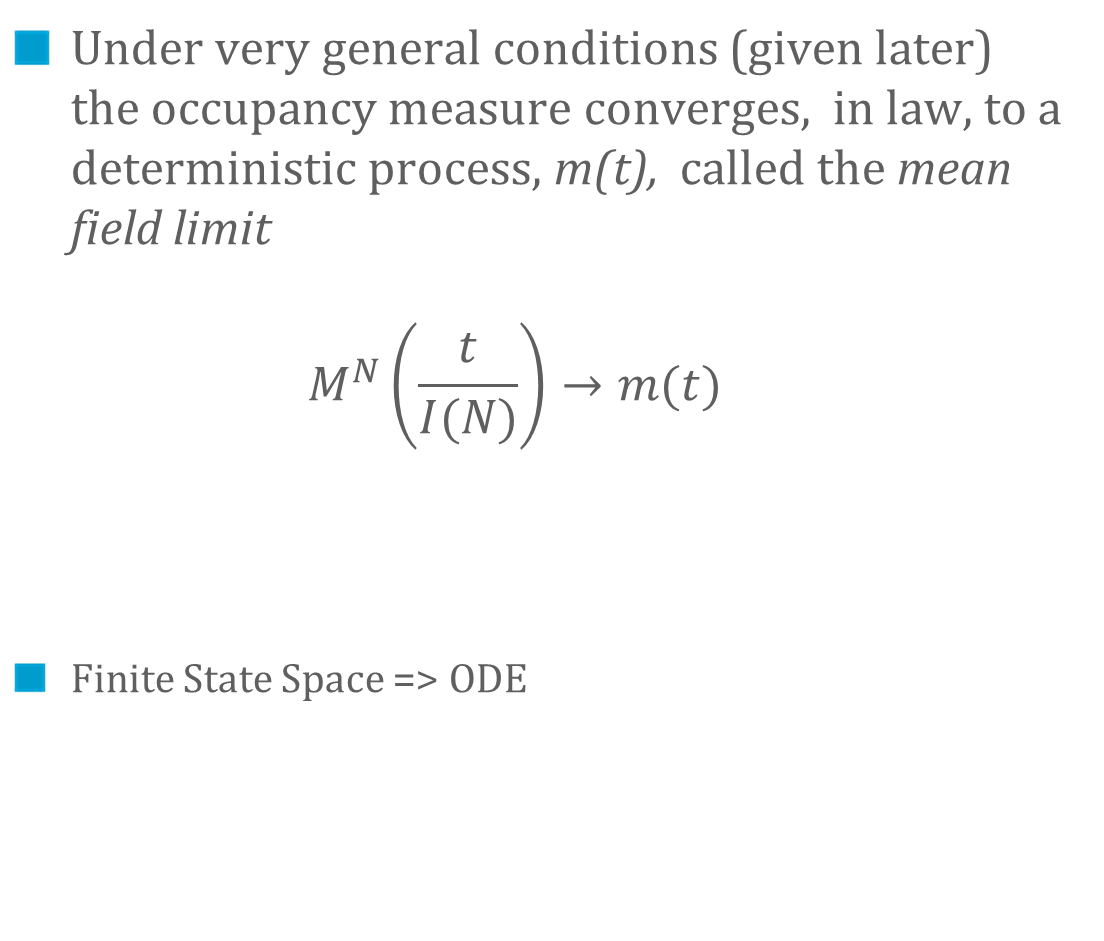 Under very general conditions (given later)
the occupancy measure converges, in law, to a
deterministic process, m(t), called the mean
field limit
M^N (t / I(N)) → m(t)
Finite State Space => ODE